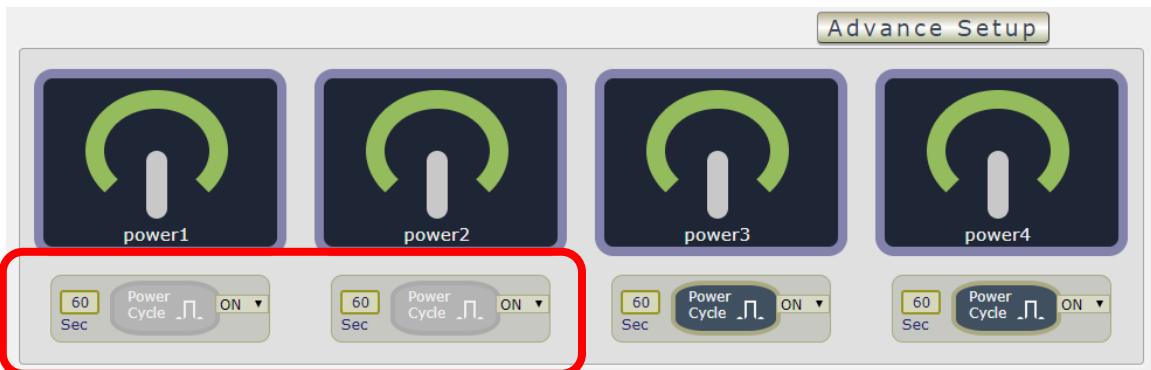 Advance Setup
power1
power2
power3
power4
60
Sec
Power
Cycle
ON
60
Sec
Power
Cycle
ON
60
Sec
Power
Cycle
ON
60
Sec
Power
Cycle
ON